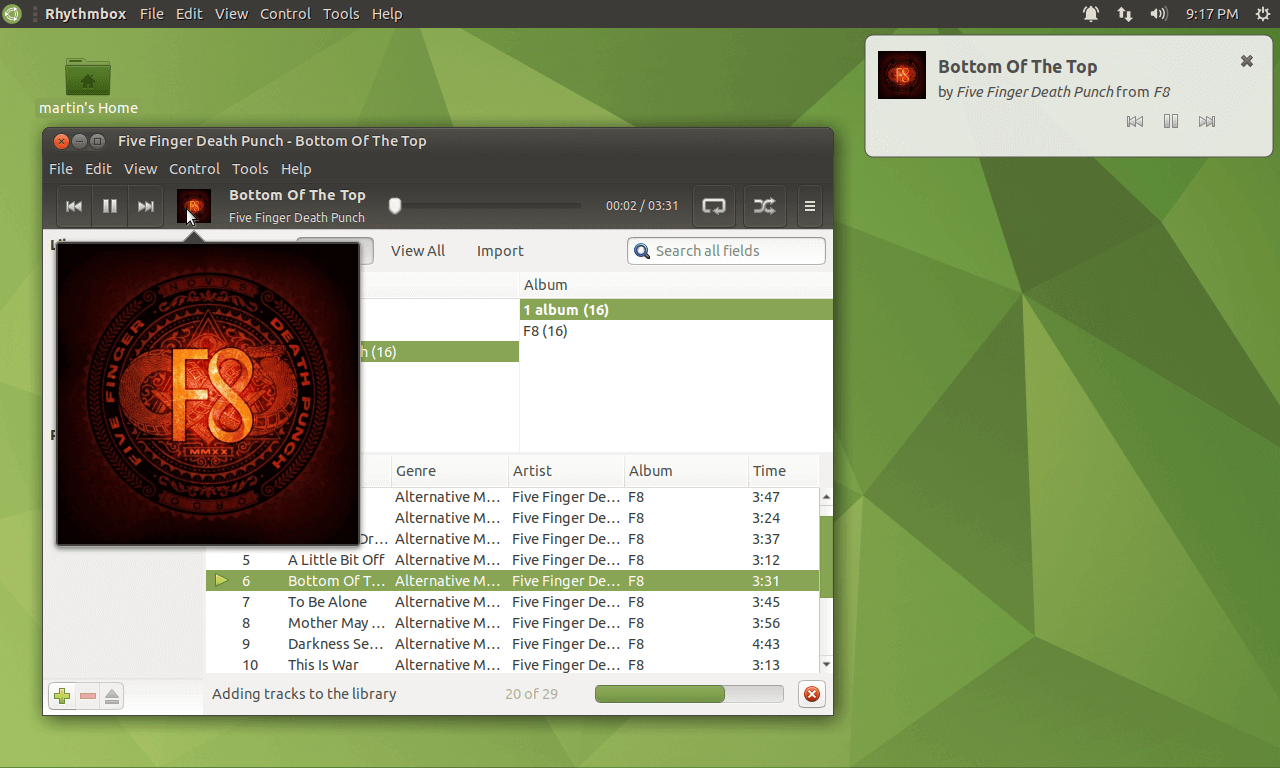 Rhythmbox File Edit View Control Tools Help 9:17 PM
martin's Home
Bottom Of The Top
by Five Finger Death Punch from F8
Five Finger Death Punch - Bottom Of The Top
File Edit View Control Tools Help
Bottom Of The Top
Five Finger Death Punch
00:02 / 03:31
View All Import Search all fields
Album
1 album (16)
F8 (16)
h (16)
NOVUS
FIVE FINGER DEATH PUNCH
F8
MMXX
ORDO
Genre Artist Album Time
Alternative M... Five Finger De... F8 3:47
Alternative M... Five Finger De... F8 3:24
Dr... Alternative M... Five Finger De... F8 3:37
5 A Little Bit Off Alternative M... Five Finger De... F8 3:12
6 Bottom Of T... Alternative M... Five Finger De... F8 3:31
7 To Be Alone Alternative M... Five Finger De... F8 3:45
8 Mother May ... Alternative M... Five Finger De... F8 3:56
9 Darkness Se... Alternative M... Five Finger De... F8 4:43
10 This Is War Alternative M... Five Finger De... F8 3:13
Adding tracks to the library 20 of 29